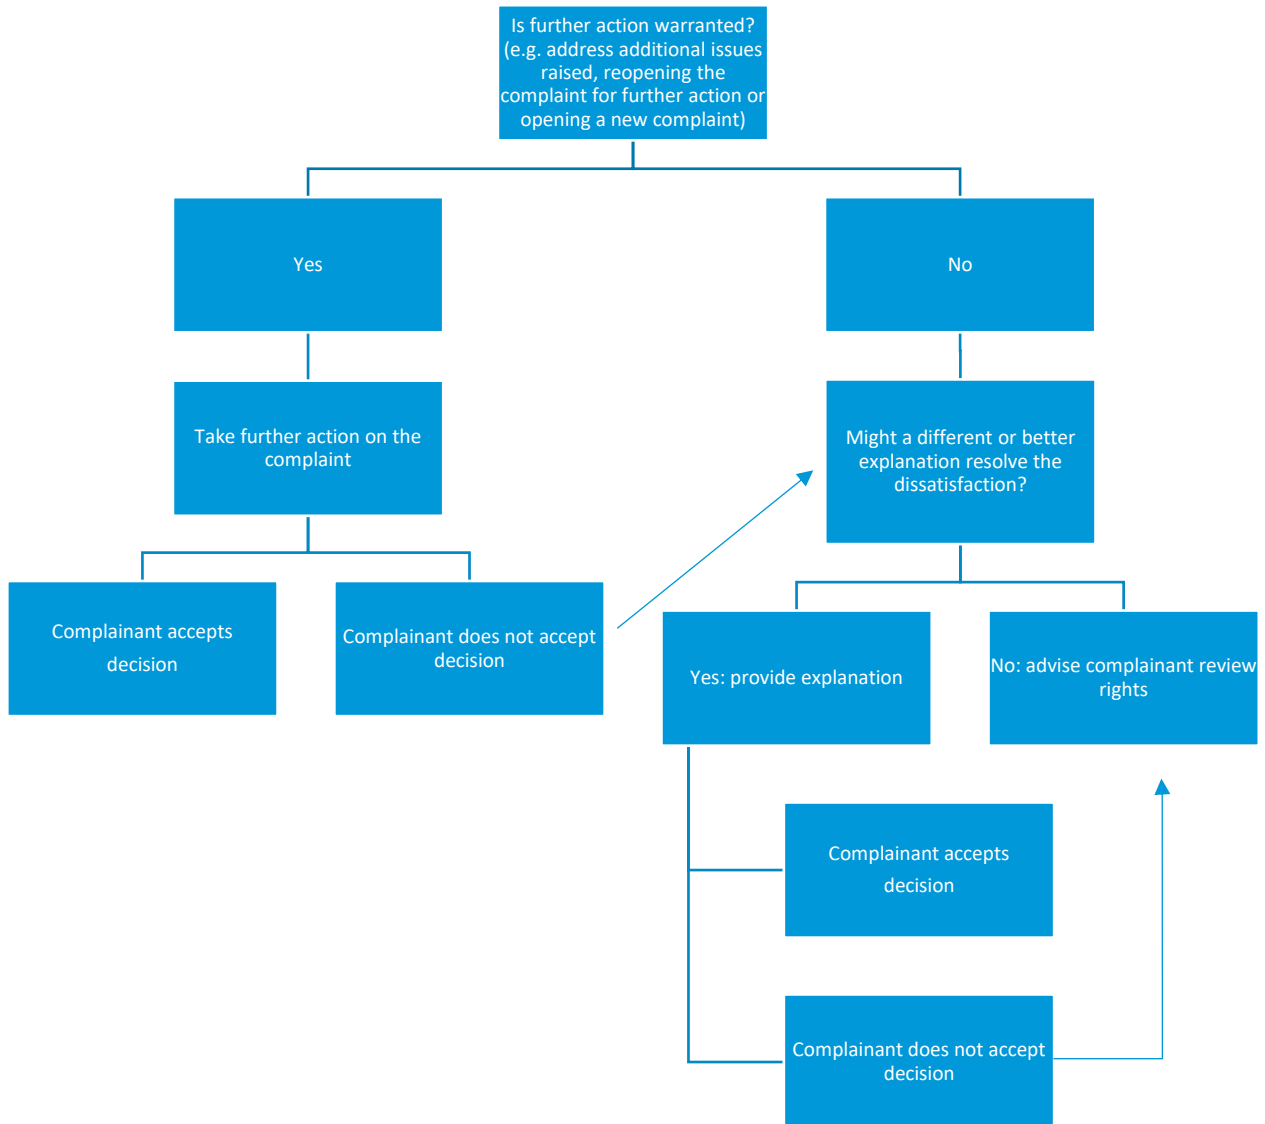 Is further action warranted?
(e.g. address additional issues
raised, reopening the
complaint for further action or
opening a new complaint)
Yes
No
Take further action on the
complaint
Might a different or better
explanation resolve the
dissatisfaction?
Complainant accepts
decision
Complainant does not accept
decision
Yes: provide explanation
No: advise complainant review
rights
Complainant accepts
decision
Complainant does not accept
decision